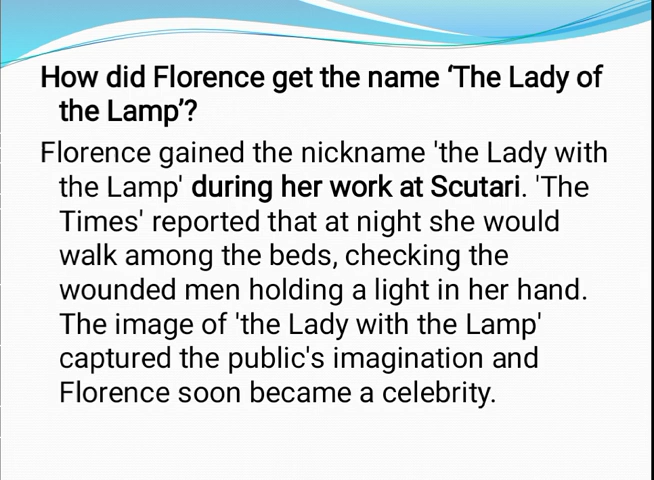 How did Florence get the name ‘The Lady of
the Lamp’?
Florence gained the nickname 'the Lady with
the Lamp' during her work at Scutari. 'The
Times' reported that at night she would
walk among the beds, checking the
wounded men holding a light in her hand.
The image of 'the Lady with the Lamp'
captured the public's imagination and
Florence soon became a celebrity.